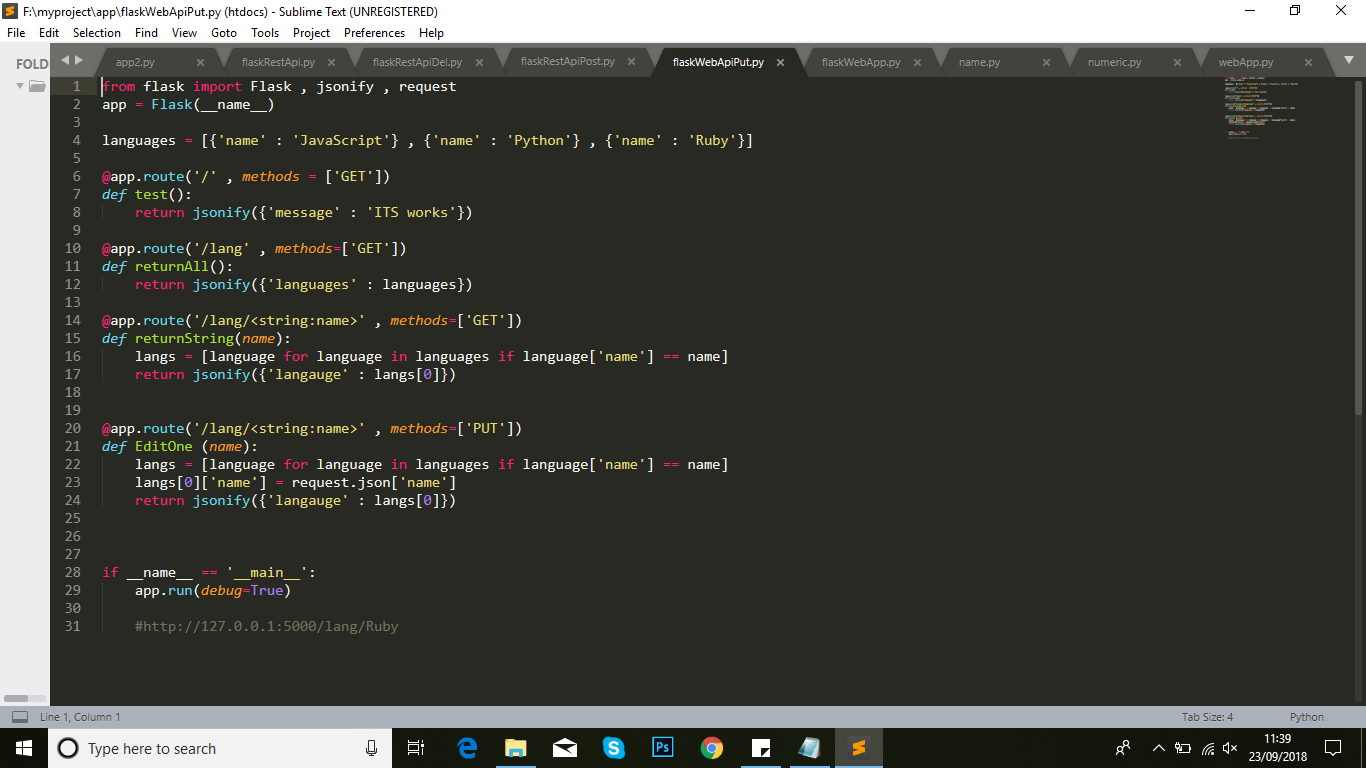 F:\myproject\app\flaskWebApiPut.py (htdocs) - Sublime Text (UNREGISTERED)
File Edit Selection Find View Goto Tools Project Preferences Help
FOLD
app2.py flaskRestApi.py flaskRestApiDel.py flaskRestApiPost.py flaskWebApiPut.py flaskWebApp.py name.py numeric.py webApp.py
1 from flask import Flask , jsonify , request
2 app = Flask(__name__)
3
4 languages = [{'name' : 'JavaScript'} , {'name' : 'Python'} , {'name' : 'Ruby'}]
5
6 @app.route('/' , methods = ['GET'])
7 def test():
8     return jsonify({'message' : 'ITS works'})
9
10 @app.route('/lang' , methods=['GET'])
11 def returnAll():
12     return jsonify({'languages' : languages})
13
14 @app.route('/lang/<string:name>' , methods=['GET'])
15 def returnString(name):
16     langs = [language for language in languages if language['name'] == name]
17     return jsonify({'langauge' : langs[0]})
18
19
20 @app.route('/lang/<string:name>' , methods=['PUT'])
21 def EditOne (name):
22     langs = [language for language in languages if language['name'] == name]
23     langs[0]['name'] = request.json['name']
24     return jsonify({'langauge' : langs[0]})
25
26
27
28 if __name__ == '__main__':
29     app.run(debug=True)
30
31     #http://127.0.0.1:5000/lang/Ruby
Line 1, Column 1 Tab Size: 4 Python
Type here to search
Ps
11:39
23/09/2018